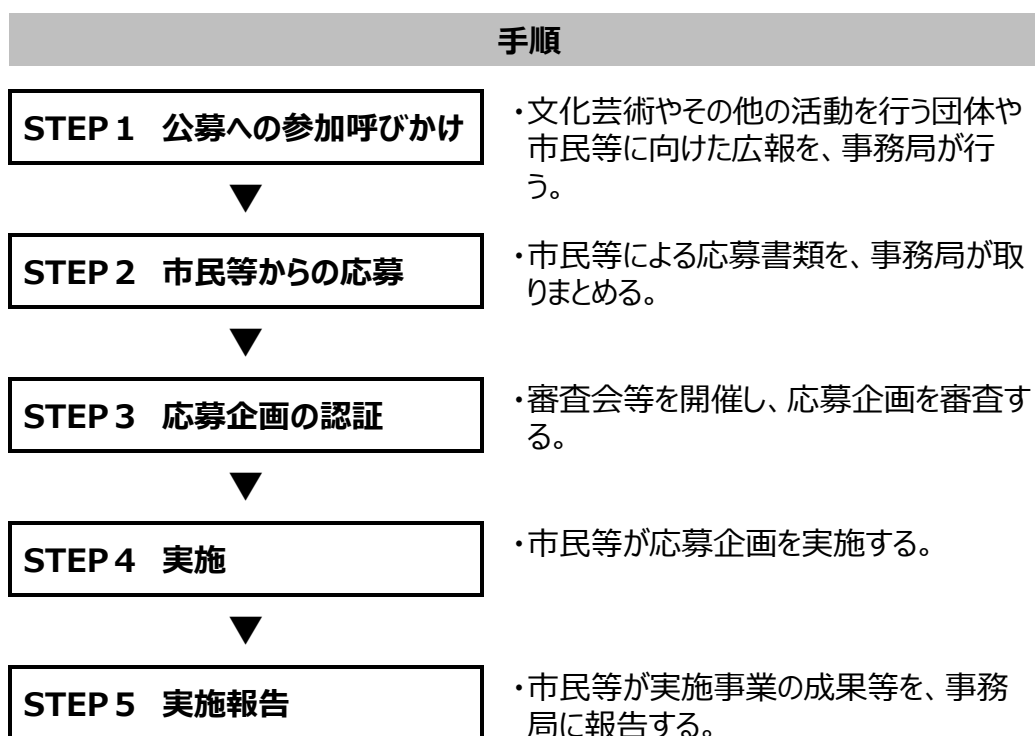 手順
STEP1 公募への参加呼びかけ
・文化芸術やその他の活動を行う団体や
市民等に向けた広報を、事務局が行
う。
▼
STEP2 市民等からの応募
・市民等による応募書類を、事務局が取
りまとめる。
▼
STEP3 応募企画の認証
・審査会等を開催し、応募企画を審査す
る。
▼
STEP4 実施
・市民等が応募企画を実施する。
▼
STEP5 実施報告
・市民等が実施事業の成果等を、事務
局に報告する。